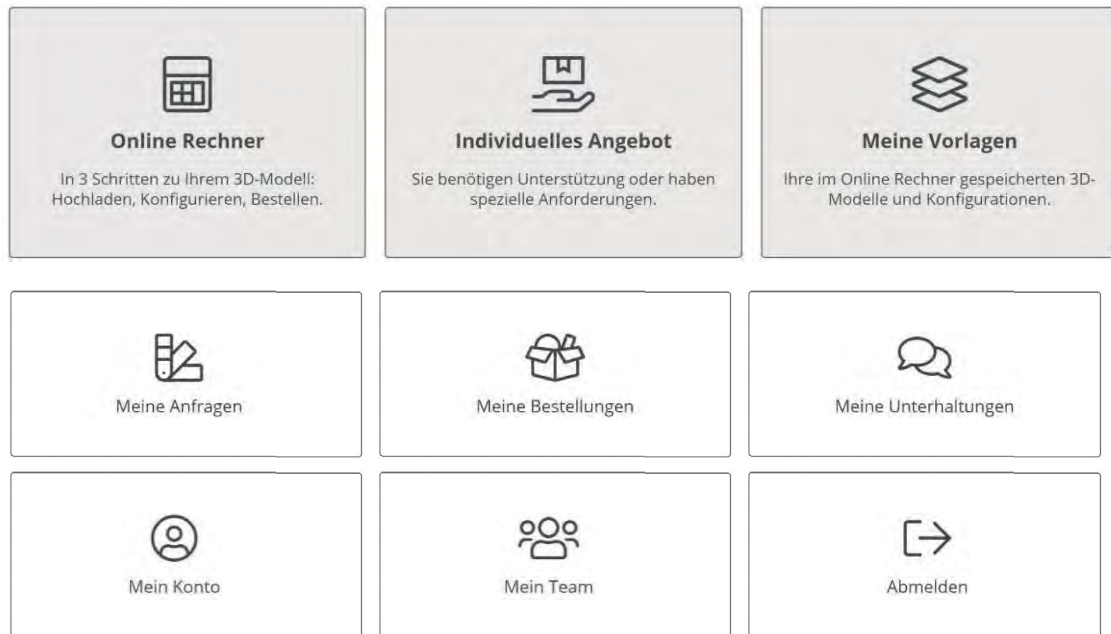 Online Rechner
In 3 Schritten zu Ihrem 3D-Modell:
Hochladen, Konfigurieren, Bestellen.
Individuelles Angebot
Sie benötigen Unterstützung oder haben
spezielle Anforderungen.
Meine Vorlagen
Ihre im Online Rechner gespeicherten 3D-
Modelle und Konfigurationen.
Meine Anfragen
Meine Bestellungen
Meine Unterhaltungen
Mein Konto
Mein Team
Abmelden